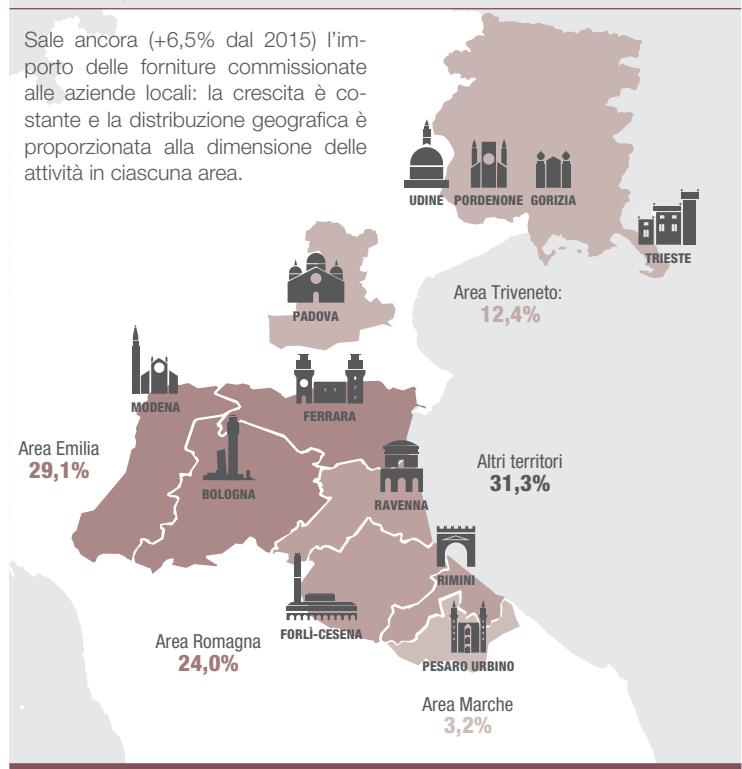 Sale ancora (+6,5% dal 2015) l’im-
porto delle forniture commissionate
alle aziende locali: la crescita è co-
stante e la distribuzione geografica è
proporzionata alla dimensione delle
attività in ciascuna area.
UDINE PORDENONE GORIZIA
TRIESTE
PADOVA
Area Triveneto:
12,4%
MODENA
FERRARA
Area Emilia
29,1%
BOLOGNA
Altri territori
31,3%
RAVENNA
RIMINI
FORLÌ-CESENA
Area Romagna
24,0%
PESARO URBINO
Area Marche
3,2%